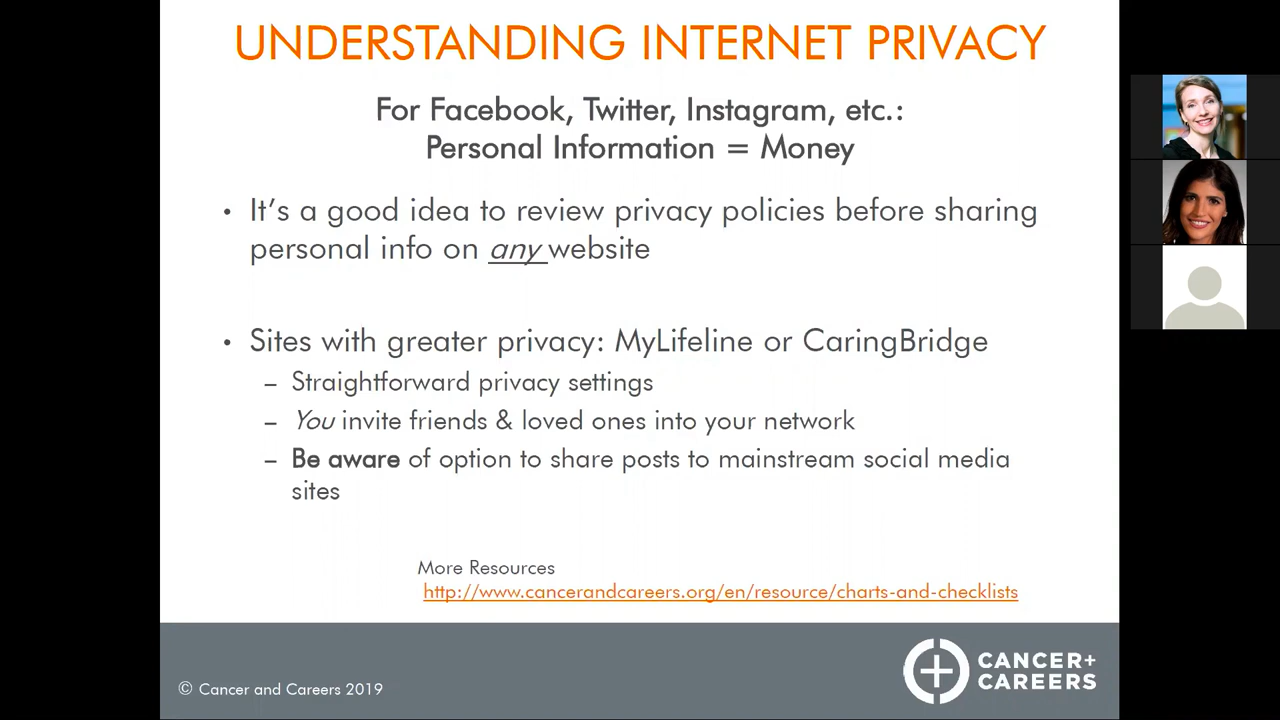 UNDERSTANDING INTERNET PRIVACY
For Facebook, Twitter, Instagram, etc.:
Personal Information = Money
• It's a good idea to review privacy policies before sharing
personal info on any website
• Sites with greater privacy: MyLifeline or CaringBridge
– Straightforward privacy settings
– You invite friends & loved ones into your network
– Be aware of option to share posts to mainstream social media
sites
More Resources
http://www.cancerandcareers.org/en/resource/charts-and-checklists
© Cancer and Careers 2019
CANCER+
CAREERS